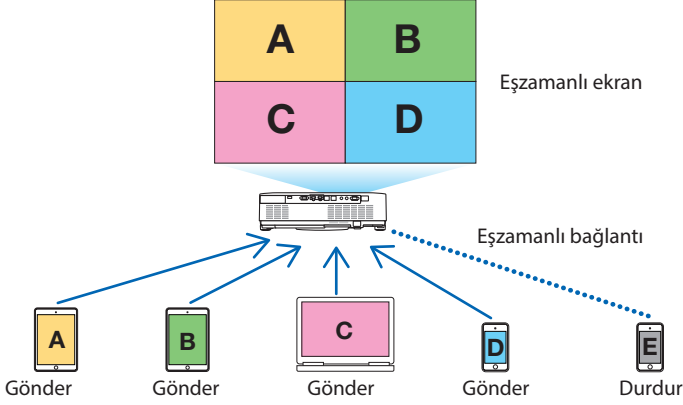 A B
Eşzamanlı ekran
C D
Eşzamanlı bağlantı
A B C D E
Gönder Gönder Gönder Gönder Durdur